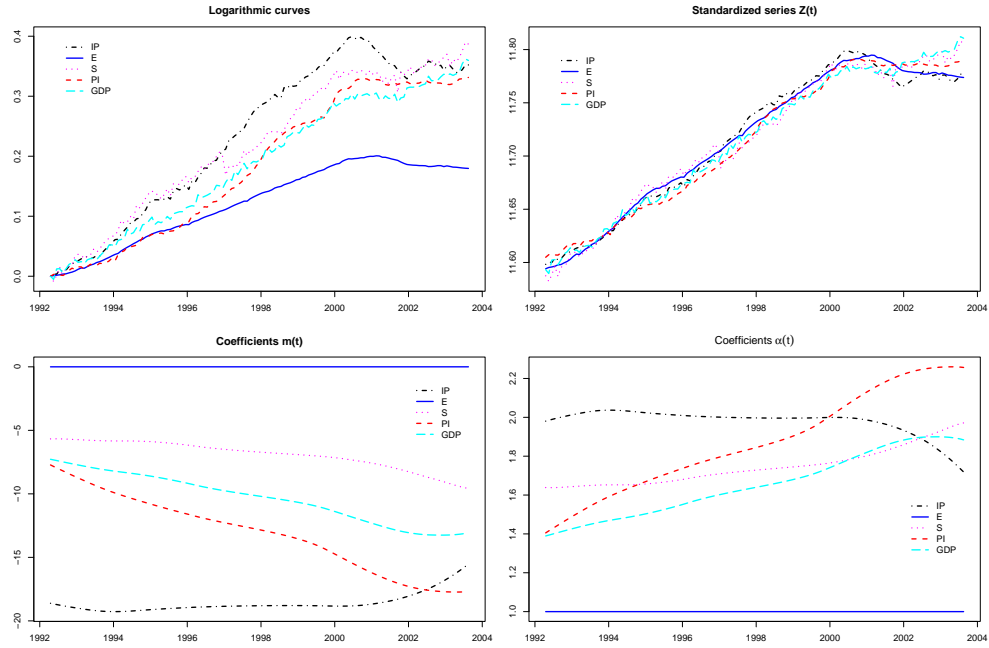 Logarithmic curves
0.4
0.3
0.2
0.1
0.0
IP
E
S
PI
GDP
1992 1994 1996 1998 2000 2002 2004
Standardized series Z(t)
11.80
11.75
11.70
11.65
11.60
IP
E
S
PI
GDP
1992 1994 1996 1998 2000 2002 2004
Coefficients m(t)
0
−5
−10
−15
−20
IP
E
S
PI
GDP
1992 1994 1996 1998 2000 2002 2004
Coefficients α(t)
2.2
2.0
1.8
1.6
1.4
1.2
1.0
IP
E
S
PI
GDP
1992 1994 1996 1998 2000 2002 2004